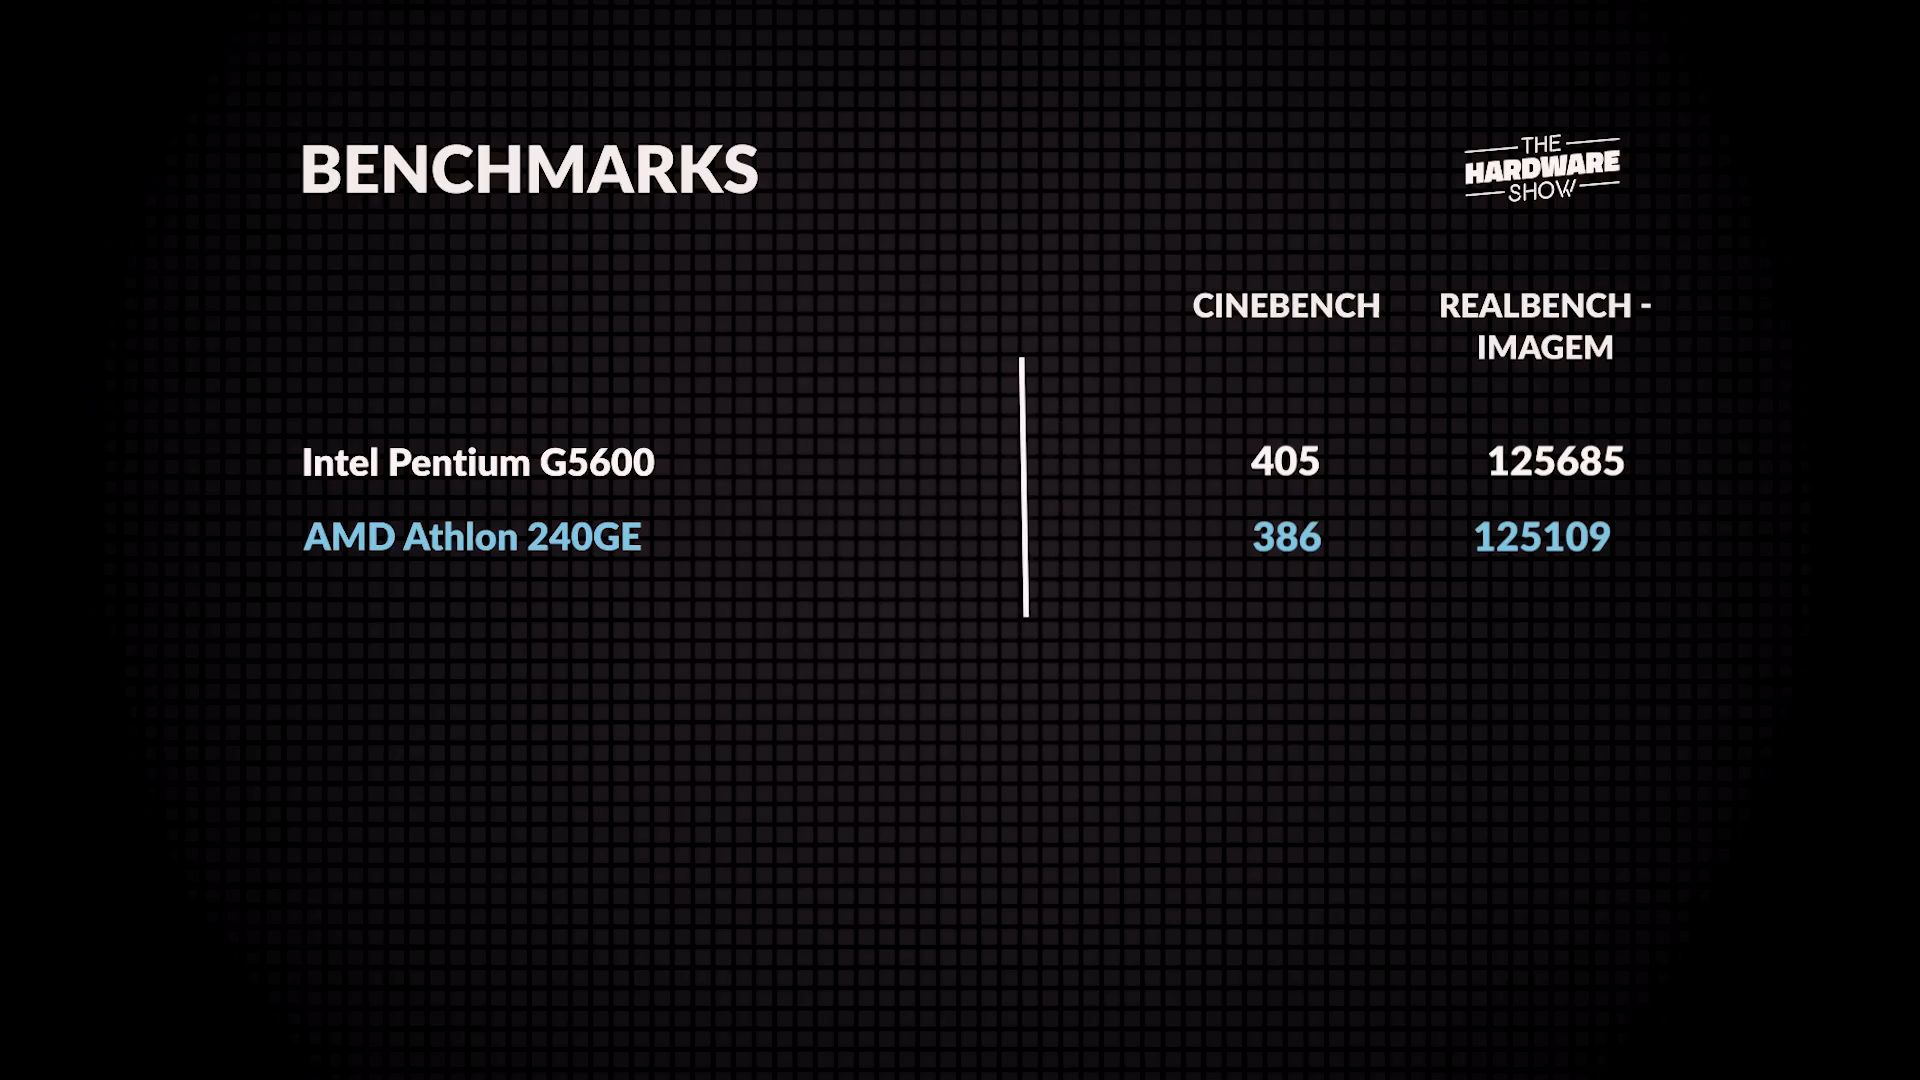 BENCHMARKS
THE
HARDWARE
SHOW
CINEBENCH
REALBENCH -
IMAGEM
Intel Pentium G5600 405 125685
AMD Athlon 240GE 386 125109